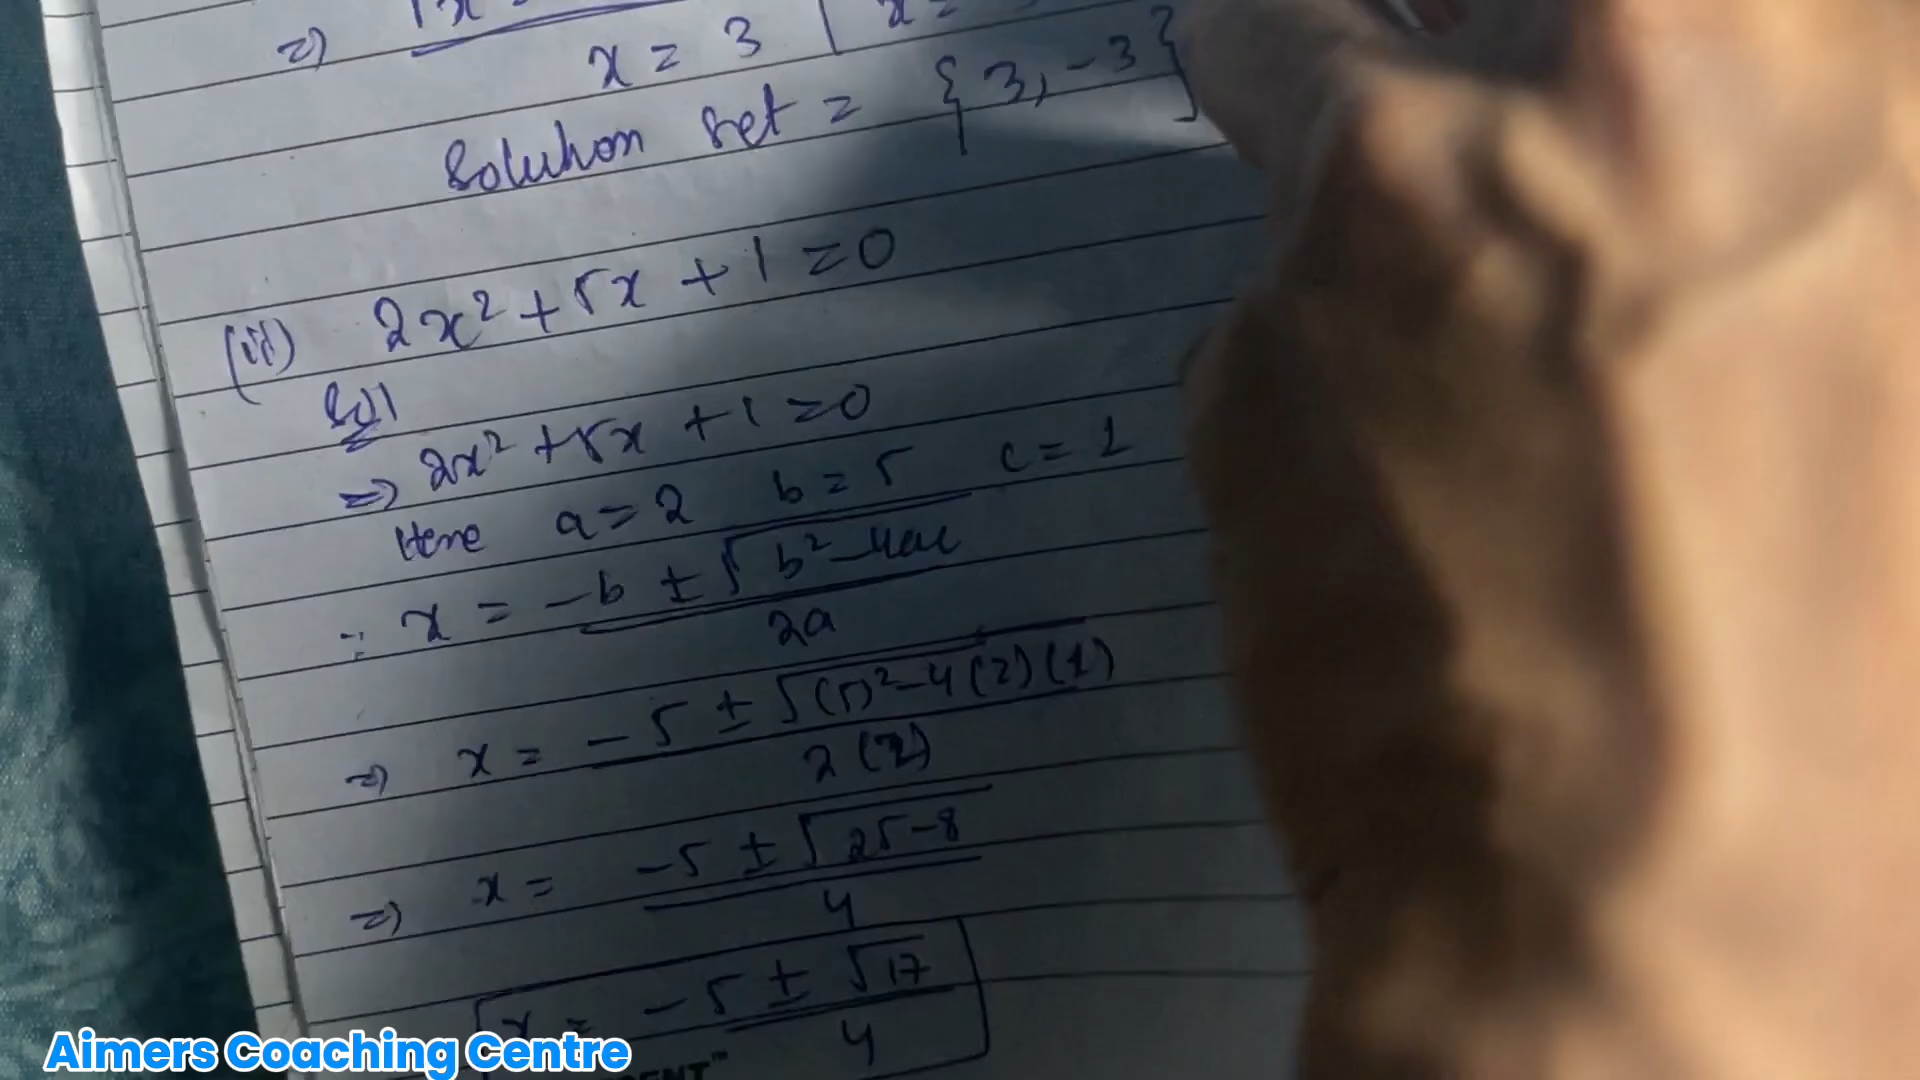 => x =
x = 3 | x =
Solution set = { 3, -3 }
(ii) 2x² + 5x + 1 = 0
Sol
=> 2x² + 5x + 1 = 0
Here a = 2 b = 5 c = 1
∵ x = -b ± √b² - 4ac / 2a
=> x = -5 ± √(5)² - 4(2)(1) / 2(2)
=> x = -5 ± √25 - 8 / 4
x = -5 ± √17 / 4
Aimers Coaching Centre